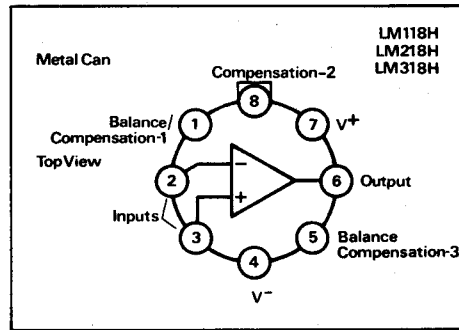 LM118H
LM218H
LM318H
Metal Can
Compensation-2
8
Balance/
Compensation-1
1
7
V+
Top View
2
−
6
Output
Inputs
+
3
5
Balance
Compensation-3
4
V−